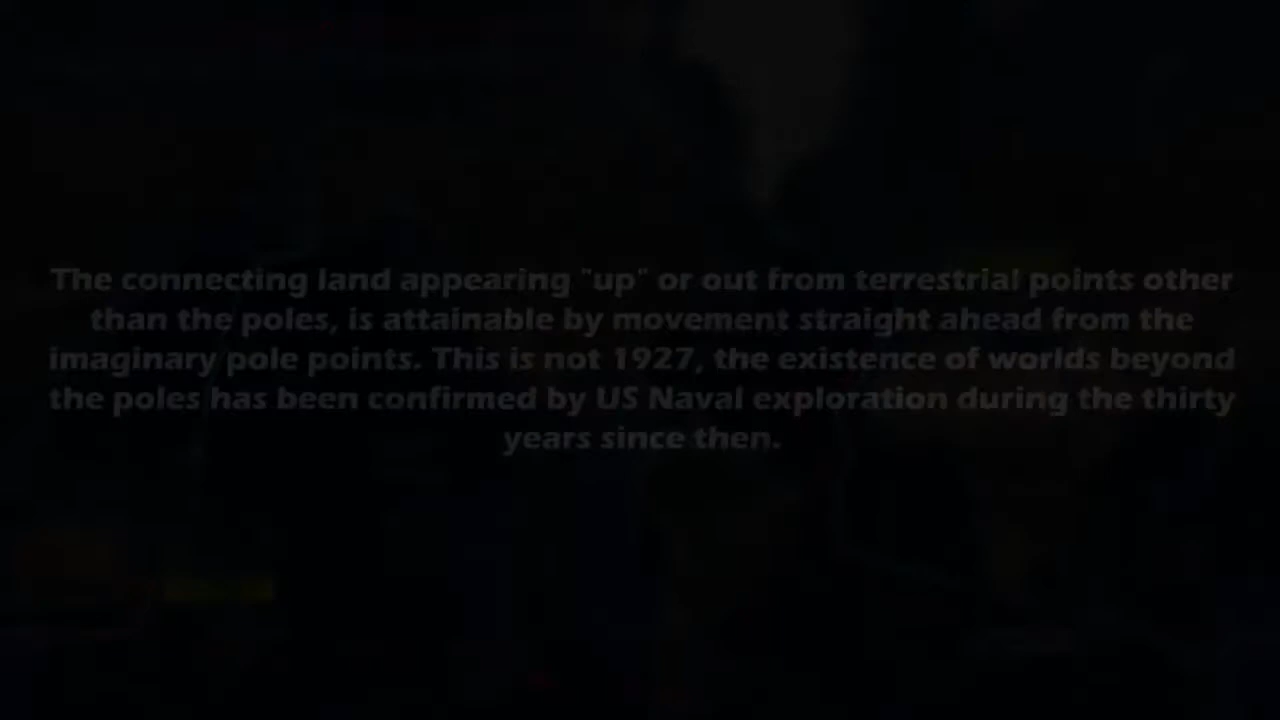 The connecting land appearing "up" or out from terrestrial points other
than the poles, is attainable by movement straight ahead from the
imaginary pole points. This is not 1927, the existence of worlds beyond
the poles has been confirmed by US Naval exploration during the thirty
years since then.